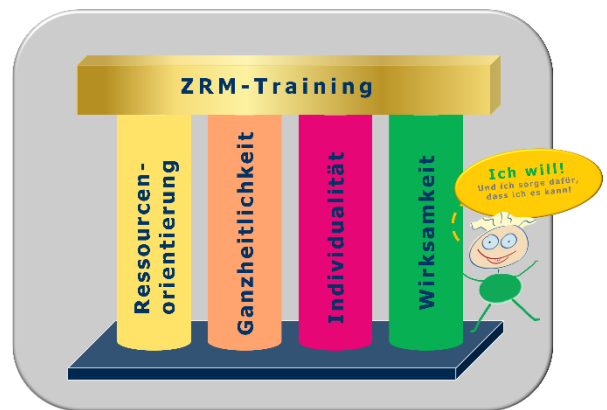 ZRM-Training
Ressourcen-
orientierung
Ganzheitlichkeit
Individualität
Wirksamkeit
Ich will!
Und ich sorge dafür,
dass ich es kann!